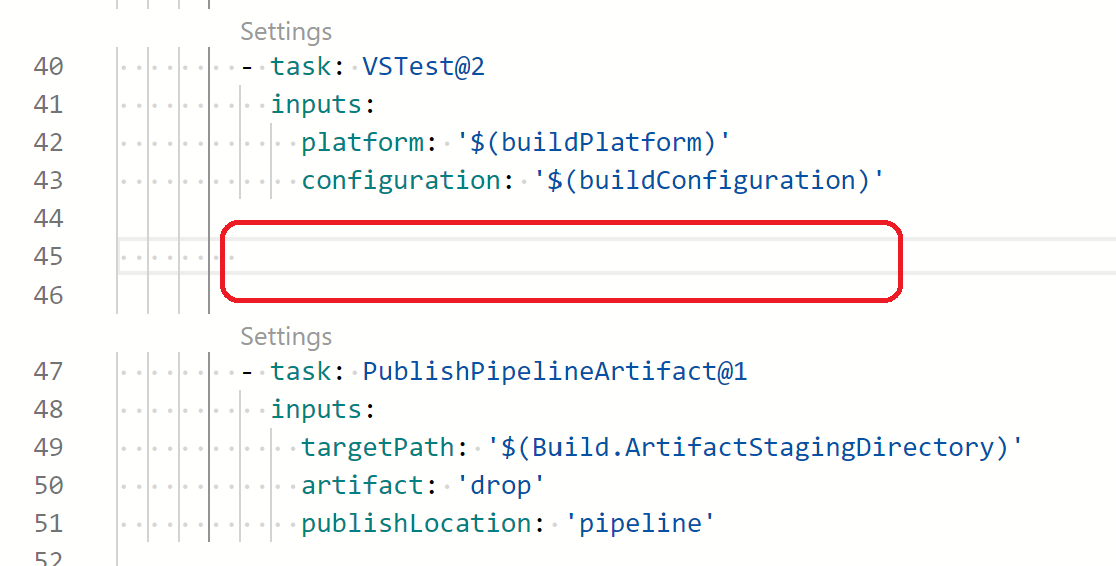 Settings
40 - task: VSTest@2
41 inputs:
42 platform: '$(buildPlatform)'
43 configuration: '$(buildConfiguration)'
44
45
46
Settings
47 - task: PublishPipelineArtifact@1
48 inputs:
49 targetPath: '$(Build.ArtifactStagingDirectory)'
50 artifact: 'drop'
51 publishLocation: 'pipeline'
52